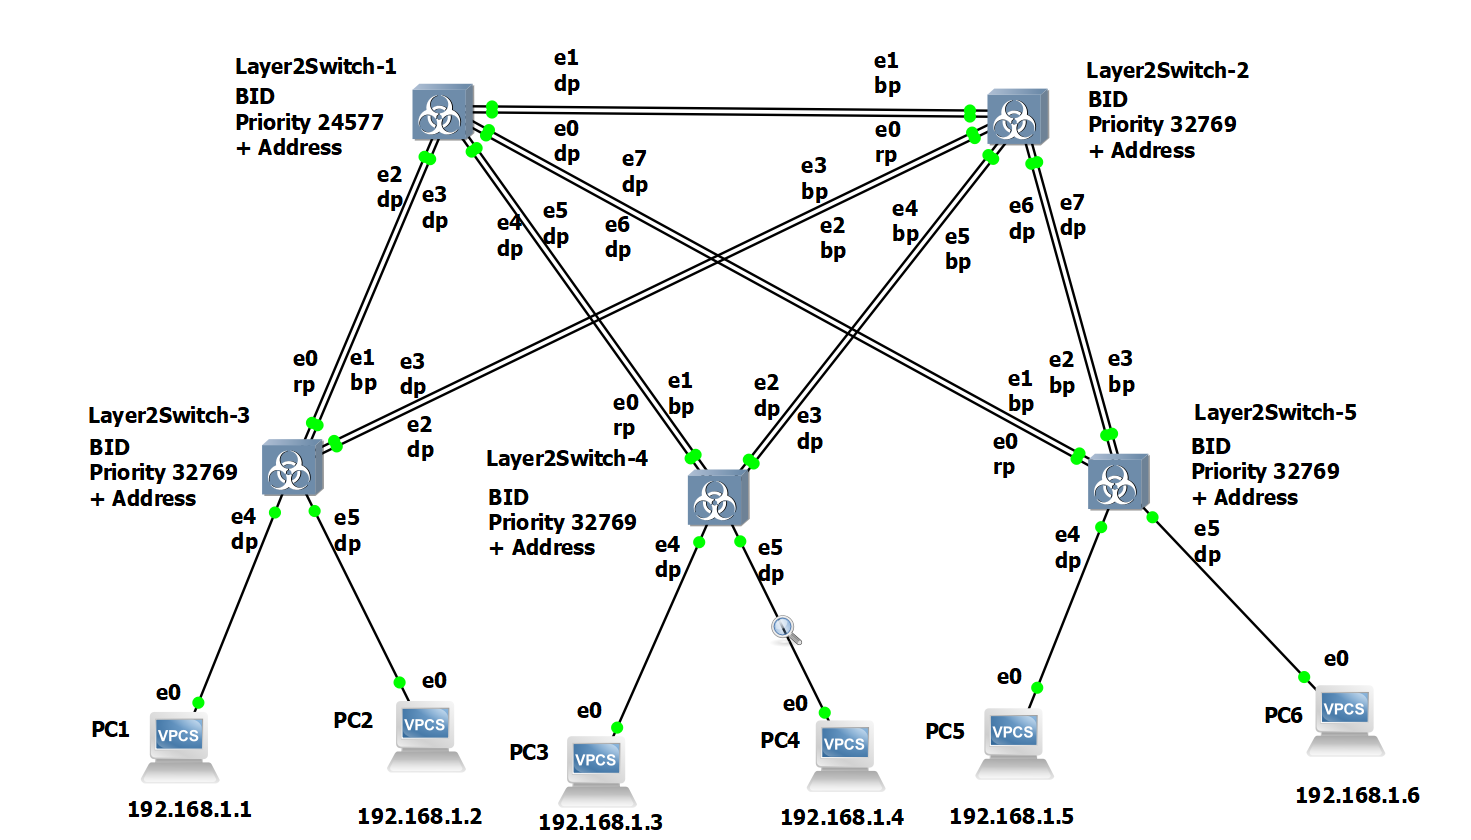 Layer2Switch-1
BID
Priority 24577
+ Address
e1
dp
e1
bp
Layer2Switch-2
BID
Priority 32769
+ Address
e0
dp
e0
rp
e2
dp
e3
dp
e7
dp
e3
bp
e4
dp
e5
dp
e6
dp
e2
bp
e4
bp
e5
bp
e6
dp
e7
dp
e0
rp
e1
bp
e3
dp
e2
dp
e0
rp
e1
bp
e2
dp
e3
dp
e1
bp
e0
rp
e2
bp
e3
bp
Layer2Switch-3
BID
Priority 32769
+ Address
Layer2Switch-4
BID
Priority 32769
+ Address
Layer2Switch-5
BID
Priority 32769
+ Address
e4
dp
e5
dp
e4
dp
e5
dp
e4
dp
e5
dp
e0
PC1
VPCS
192.168.1.1
e0
PC2
VPCS
192.168.1.2
e0
PC3
VPCS
192.168.1.3
e0
PC4
VPCS
192.168.1.4
e0
PC5
VPCS
192.168.1.5
e0
PC6
VPCS
192.168.1.6